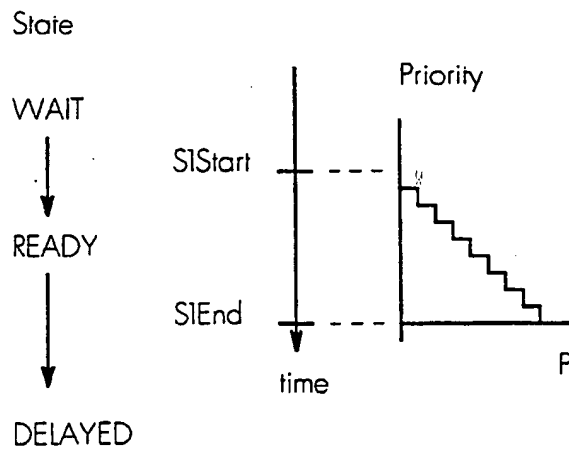 State
Priority
WAIT
S1Start
READY
S1End
P
time
DELAYED